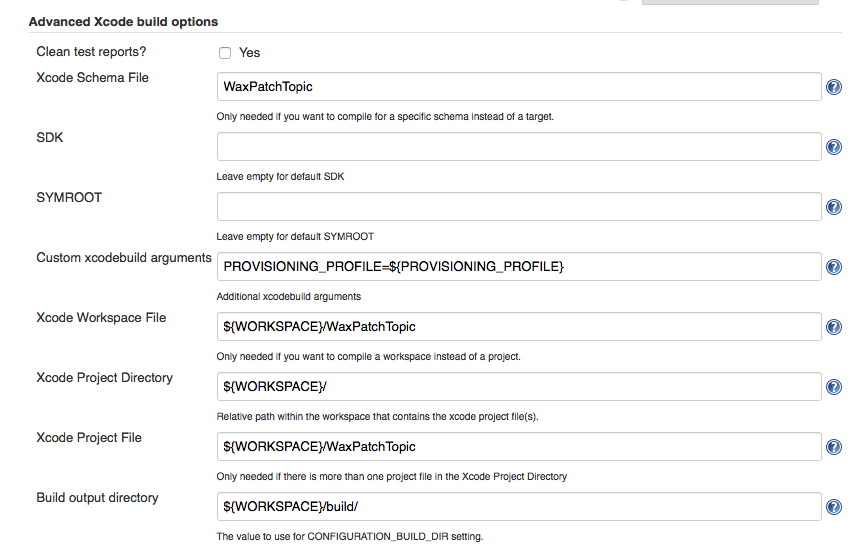 Advanced Xcode build options
Clean test reports? Yes
Xcode Schema File WaxPatchTopic
Only needed if you want to compile for a specific schema instead of a target.
SDK
Leave empty for default SDK
SYMROOT
Leave empty for default SYMROOT
Custom xcodebuild arguments PROVISIONING_PROFILE=${PROVISIONING_PROFILE}
Additional xcodebuild arguments
Xcode Workspace File ${WORKSPACE}/WaxPatchTopic
Only needed if you want to compile a workspace instead of a project.
Xcode Project Directory ${WORKSPACE}/
Relative path within the workspace that contains the xcode project file(s).
Xcode Project File ${WORKSPACE}/WaxPatchTopic
Only needed if there is more than one project file in the Xcode Project Directory
Build output directory ${WORKSPACE}/build/
The value to use for CONFIGURATION_BUILD_DIR setting.